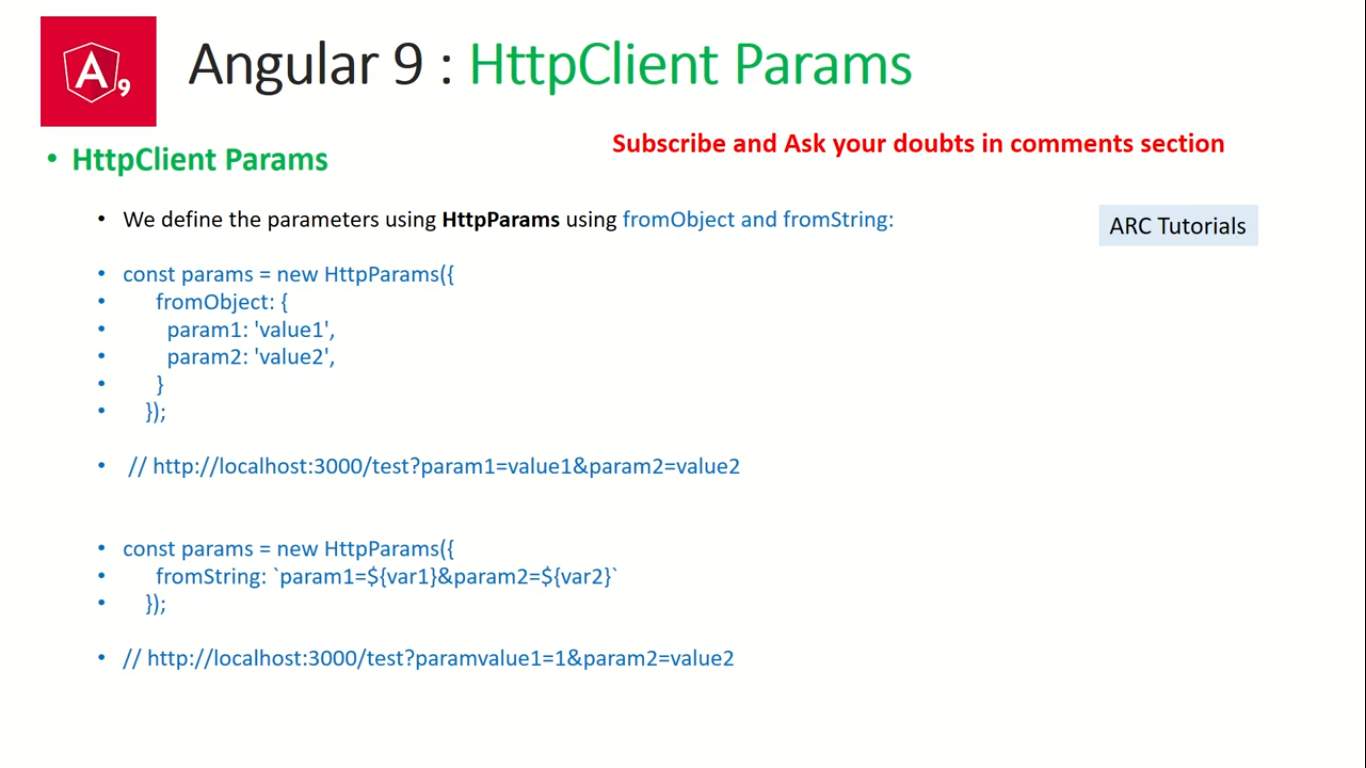 A9
Angular 9 : HttpClient Params
Subscribe and Ask your doubts in comments section
• HttpClient Params
• We define the parameters using HttpParams using fromObject and fromString:
ARC Tutorials
• const params = new HttpParams({
• fromObject: {
• param1: 'value1',
• param2: 'value2',
• }
• });
• // http://localhost:3000/test?param1=value1&param2=value2
• const params = new HttpParams({
• fromString: `param1=${var1}&param2=${var2}`
• });
• // http://localhost:3000/test?paramvalue1=1&param2=value2